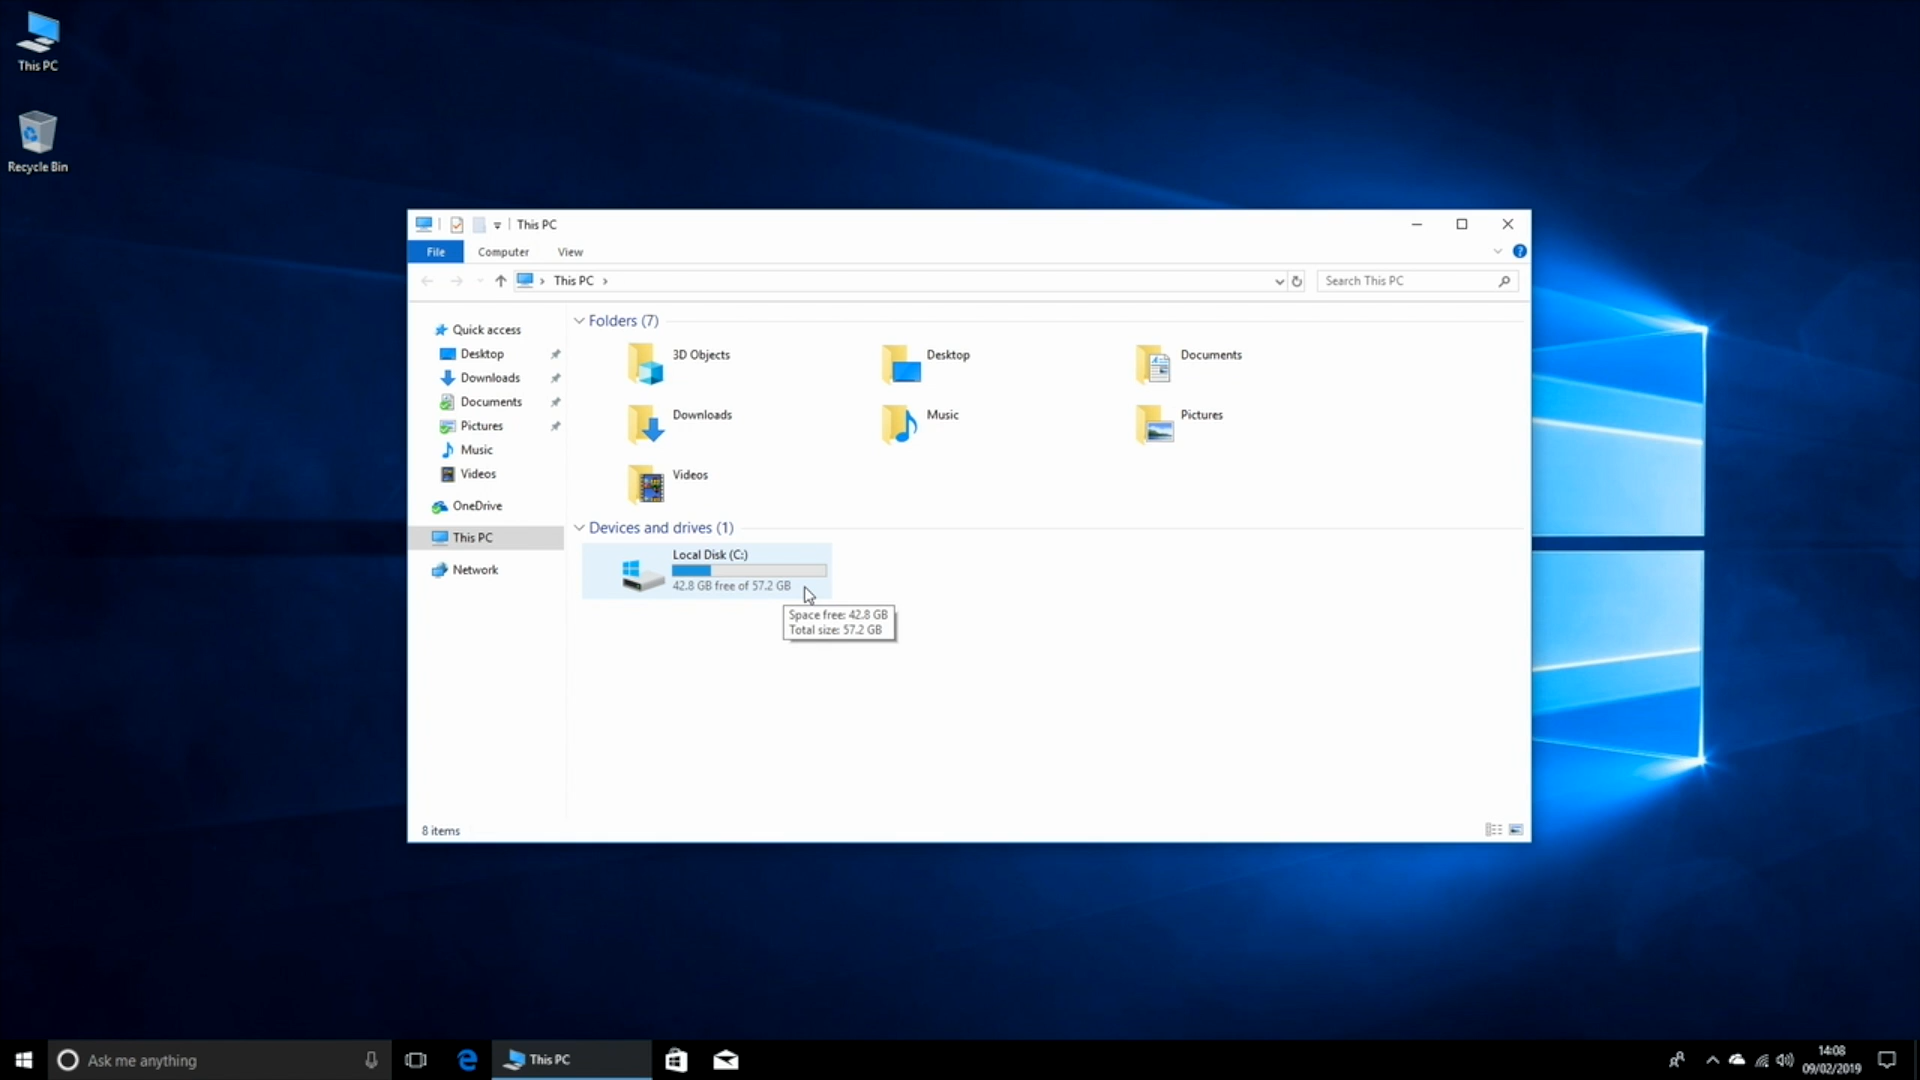 This PC
Recycle Bin
This PC
File
Computer
View
This PC
Search This PC
Quick access
Desktop
Downloads
Documents
Pictures
Music
Videos
OneDrive
This PC
Network
Folders (7)
3D Objects
Desktop
Documents
Downloads
Music
Pictures
Videos
Devices and drives (1)
Local Disk (C:)
42.8 GB free of 57.2 GB
Space free: 42.8 GB
Total size: 57.2 GB
8 items
Ask me anything
This PC
14:08
09/02/2019